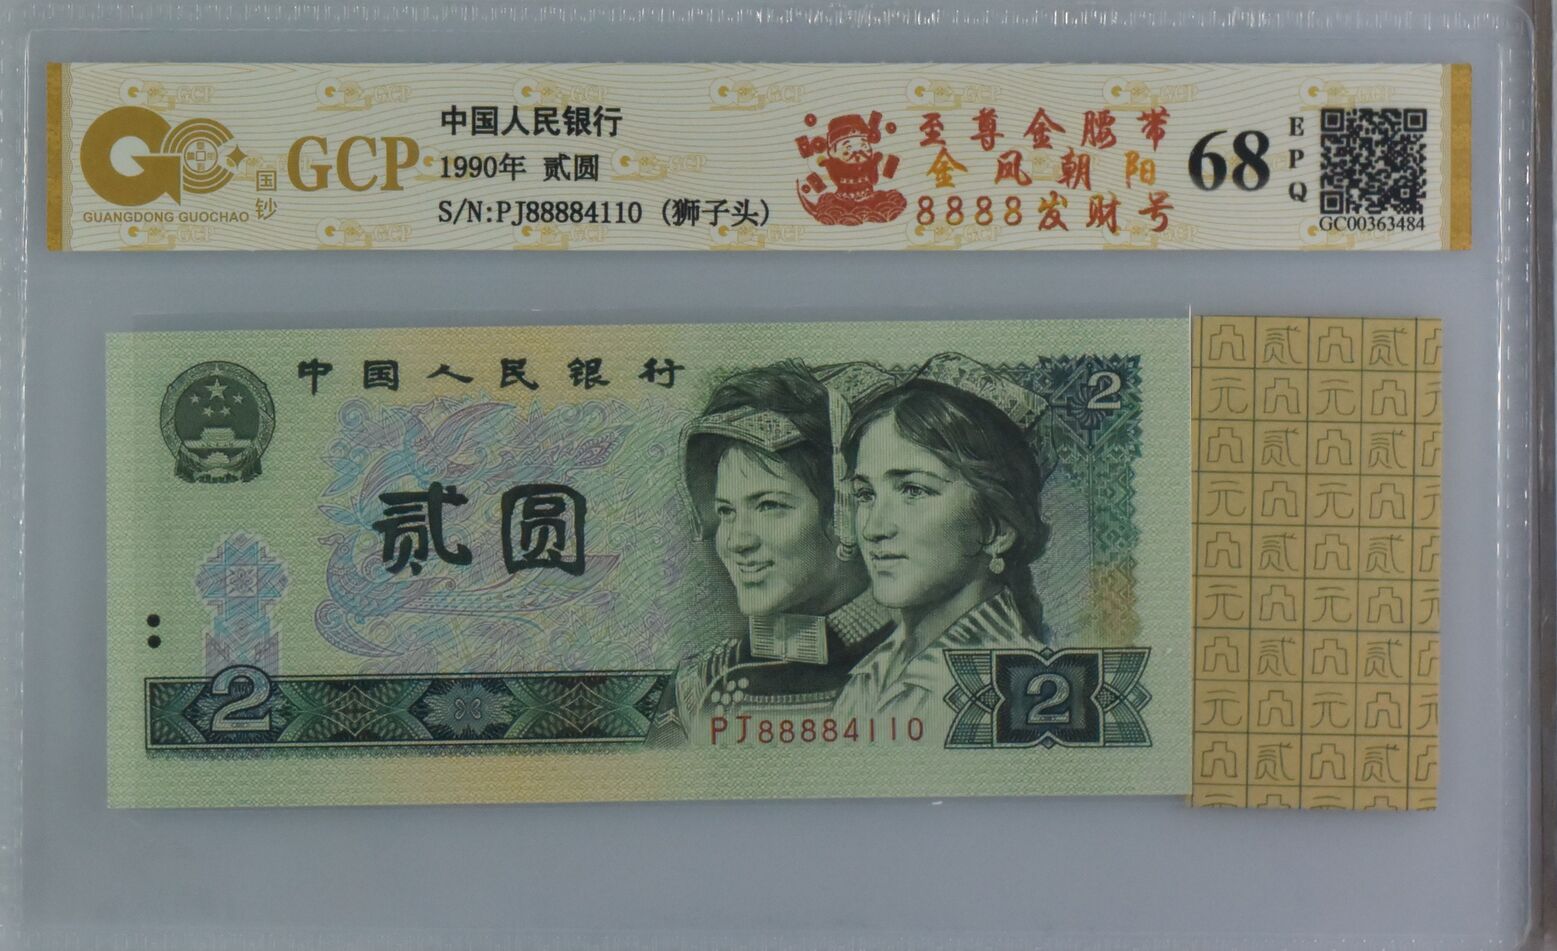 GCP
国钞
GUANGDONG GUOCHAO
中国人民银行
1990年 贰圆
S/N:PJ88884110 (狮子头)
至尊金腰带
金凤朝阳
8888发财号
68
EPQ
GC00363484
中国人民银行
2
贰圆
2
PJ88884110
2